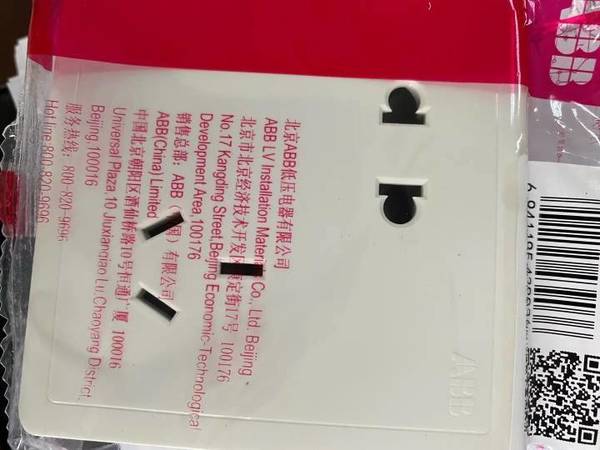 北京ABB低压电器有限公司
ABB LV Installation Co., Ltd. Beijing
北京市北京经济技术开发区 定街17号 100176
No.17 Kangding Street,Beijing Economic-Technological
Development Area,100176
销售总部：ABB（ 国）有限公司
ABB(China) Limited
中国北京朝阳区酒仙桥路10号恒通广厦 100016
Universal Plaza,10 Jiuxianqiao Lu,Chaoyang District,
Beijing,100016
服务热线：800-820-9696
Hotline:800-820-9696
ABB
ABB